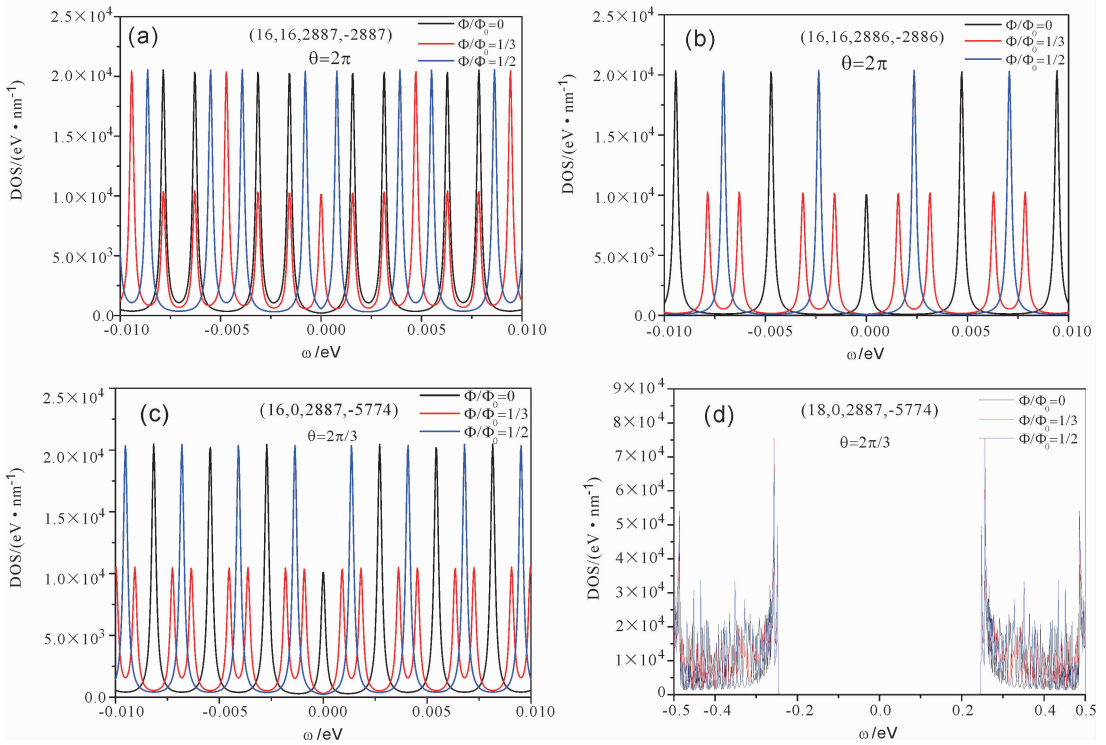 (a)
(16,16,2887,-2887)
θ=2π
Φ/Φ₀=0
Φ/Φ₀=1/3
Φ/Φ₀=1/2
2.5×10⁴
2.0×10⁴
1.5×10⁴
1.0×10⁴
5.0×10³
0.0
DOS/(eV • nm⁻¹)
-0.010
-0.005
0.000
0.005
0.010
ω /eV
(b)
(16,16,2886,-2886)
θ=2π
Φ/Φ₀=0
Φ/Φ₀=1/3
Φ/Φ₀=1/2
2.5×10⁴
2.0×10⁴
1.5×10⁴
1.0×10⁴
5.0×10³
0.0
DOS/(eV • nm⁻¹)
-0.010
-0.005
0.000
0.005
0.010
ω /eV
(c)
(16,0,2887,-5774)
θ=2π/3
Φ/Φ₀=0
Φ/Φ₀=1/3
Φ/Φ₀=1/2
2.5×10⁴
2.0×10⁴
1.5×10⁴
1.0×10⁴
5.0×10³
0.0
DOS/(eV • nm⁻¹)
-0.010
-0.005
0.000
0.005
0.010
ω /eV
(d)
(18,0,2887,-5774)
θ=2π/3
Φ/Φ₀=0
Φ/Φ₀=1/3
Φ/Φ₀=1/2
9×10⁴
8×10⁴
7×10⁴
6×10⁴
5×10⁴
4×10⁴
3×10⁴
2×10⁴
1×10⁴
0
DOS/(eV • nm⁻¹)
-0.5
-0.4
-0.2
0.0
0.2
0.4
0.5
ω /eV